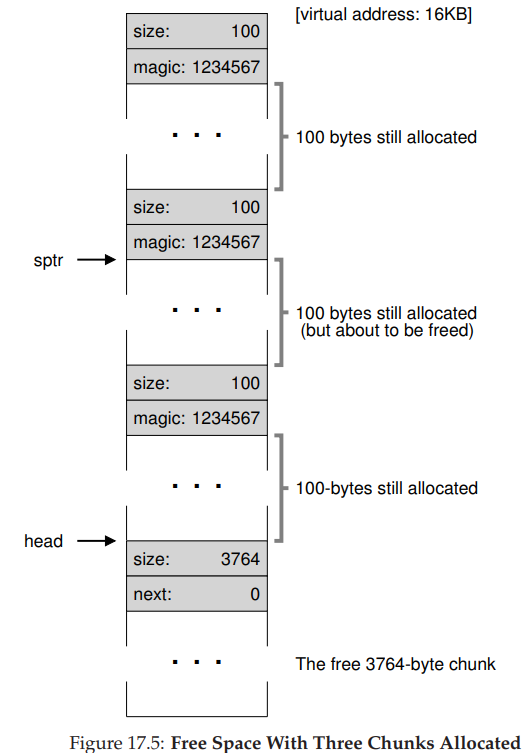 [virtual address: 16KB]
size: 100
magic: 1234567
. . .
100 bytes still allocated
size: 100
magic: 1234567
sptr
. . .
100 bytes still allocated
(but about to be freed)
size: 100
magic: 1234567
. . .
100-bytes still allocated
head
size: 3764
next: 0
. . .
The free 3764-byte chunk
Figure 17.5: Free Space With Three Chunks Allocated